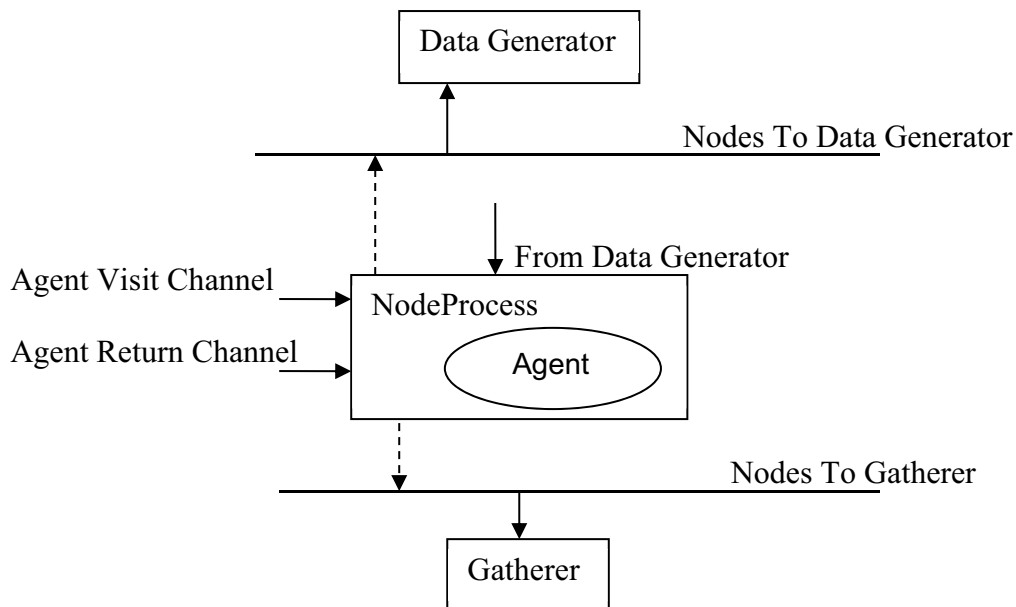 Data Generator
Nodes To Data Generator
From Data Generator
Agent Visit Channel
NodeProcess
Agent Return Channel
Agent
Nodes To Gatherer
Gatherer